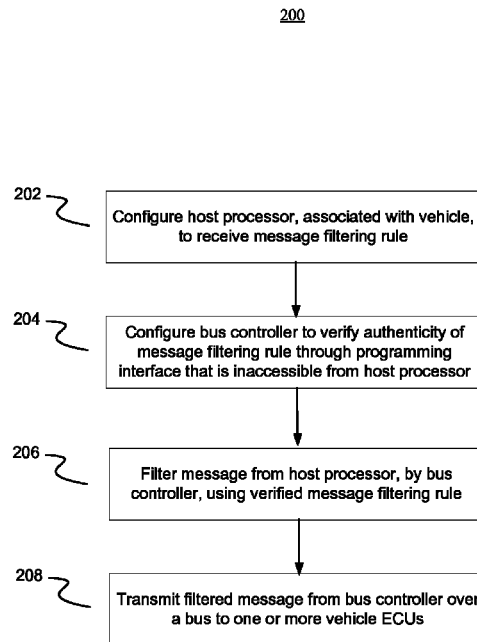 200
202
Configure host processor, associated with vehicle,
to receive message filtering rule
204
Configure bus controller to verify authenticity of
message filtering rule through programming
interface that is inaccessible from host processor
206
Filter message from host processor, by bus
controller, using verified message filtering rule
208
Transmit filtered message from bus controller over
a bus to one or more vehicle ECUs